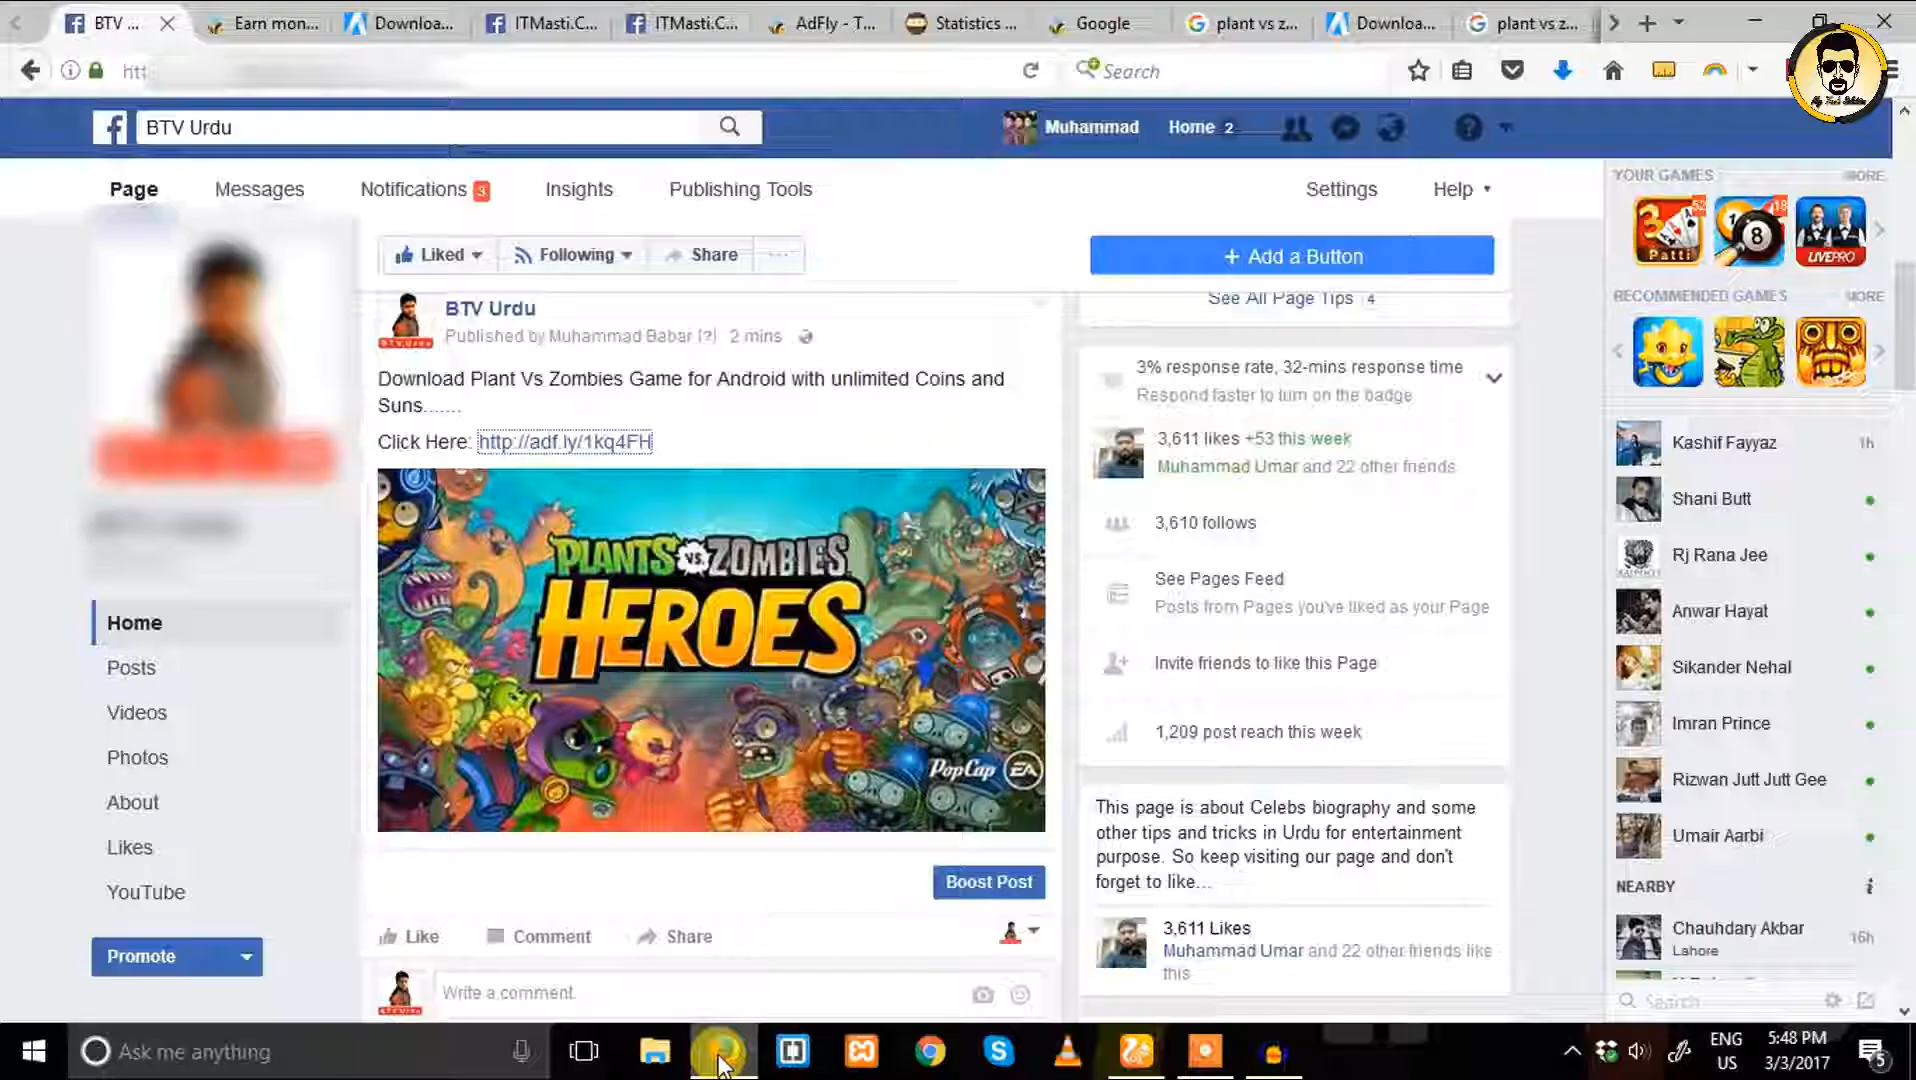 BTV ...
Earn mon...
Downloa...
ITMasti.C...
ITMasti.C...
AdFly - T...
Statistics ...
Google
plant vs z...
Downloa...
plant vs z...
Search
BTV Urdu
Muhammad
Home 2
Page
Messages
Notifications 3
Insights
Publishing Tools
Settings
Help
Liked
Following
Share
+ Add a Button
See All Page Tips 4
BTV Urdu
Published by Muhammad Babar [?] 2 mins
Download Plant Vs Zombies Game for Android with unlimited Coins and
Suns.......
Click Here: http://adf.ly/1kq4FH
PLANTS VS. ZOMBIES
HEROES
PopCap EA
Boost Post
Like
Comment
Share
Write a comment.
Home
Posts
Videos
Photos
About
Likes
YouTube
Promote
3% response rate, 32-mins response time
Respond faster to turn on the badge
3,611 likes +53 this week
Muhammad Umar and 22 other friends
3,610 follows
See Pages Feed
Posts from Pages you've liked as your Page
Invite friends to like this Page
1,209 post reach this week
This page is about Celebs biography and some
other tips and tricks in Urdu for entertainment
purpose. So keep visiting our page and don't
forget to like...
3,611 Likes
Muhammad Umar and 22 other friends like
this
YOUR GAMES
MORE
3
Patti
52
8
18
LIVEPRO
RECOMMENDED GAMES
MORE
Kashif Fayyaz 1h
Shani Butt
Rj Rana Jee
Anwar Hayat
Sikander Nehal
Imran Prince
Rizwan Jutt Jutt Gee
Umair Aarbi
NEARBY
Chauhdary Akbar 16h
Lahore
Search
Ask me anything
ENG
US
5:48 PM
3/3/2017
5